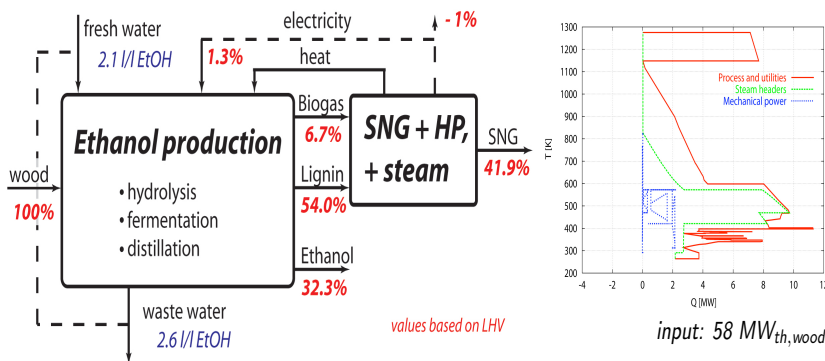 fresh water
2.1 l/l EtOH
electricity
- 1%
1.3%
heat
Ethanol production
• hydrolysis
• fermentation
• distillation
wood
100%
Biogas
6.7%
Lignin
54.0%
Ethanol
32.3%
SNG + HP,
+ steam
SNG
41.9%
waste water
2.6 l/l EtOH
values based on LHV
1300
1200
1100
1000
900
800
700
600
500
400
300
200
T [K]
Process and utilities
Steam headers
Mechanical power
-4 -2 0 2 4 6 8 10 12
Q [MW]
input: 58 MWth,wood